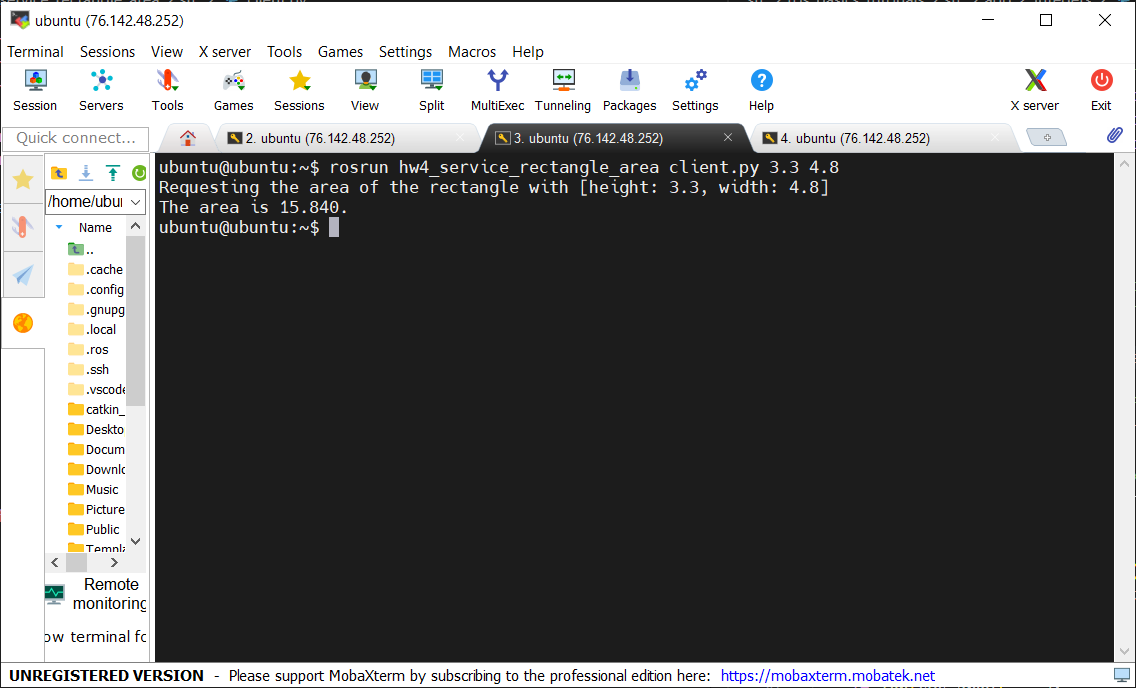 ubuntu (76.142.48.252)
Terminal Sessions View X server Tools Games Settings Macros Help
Session Servers Tools Games Sessions View Split MultiExec Tunneling Packages Settings Help X server Exit
Quick connect... 2. ubuntu (76.142.48.252) 3. ubuntu (76.142.48.252) 4. ubuntu (76.142.48.252)
/home/ubu
Name
..
.cache
.config
.gnupg
.local
.ros
.ssh
.vscode
catkin_
Deskto
Docum
Downlo
Music
Picture
Public
Templa
Remote
monitoring
ow terminal fo
ubuntu@ubuntu:~$ rosrun hw4_service_rectangle_area client.py 3.3 4.8
Requesting the area of the rectangle with [height: 3.3, width: 4.8]
The area is 15.840.
ubuntu@ubuntu:~$
UNREGISTERED VERSION - Please support MobaXterm by subscribing to the professional edition here: https://mobaxterm.mobatek.net